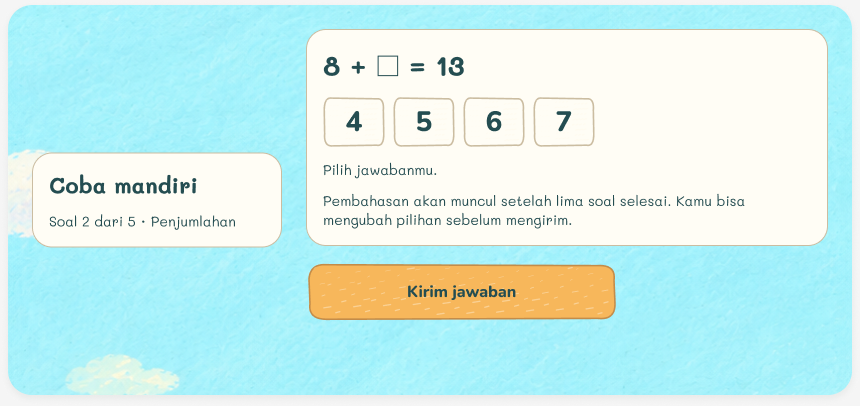 Coba mandiri
Soal 2 dari 5 · Penjumlahan
8 + □ = 13
4 5 6 7
Pilih jawabanmu.
Pembahasan akan muncul setelah lima soal selesai. Kamu bisa
mengubah pilihan sebelum mengirim.
Kirim jawaban